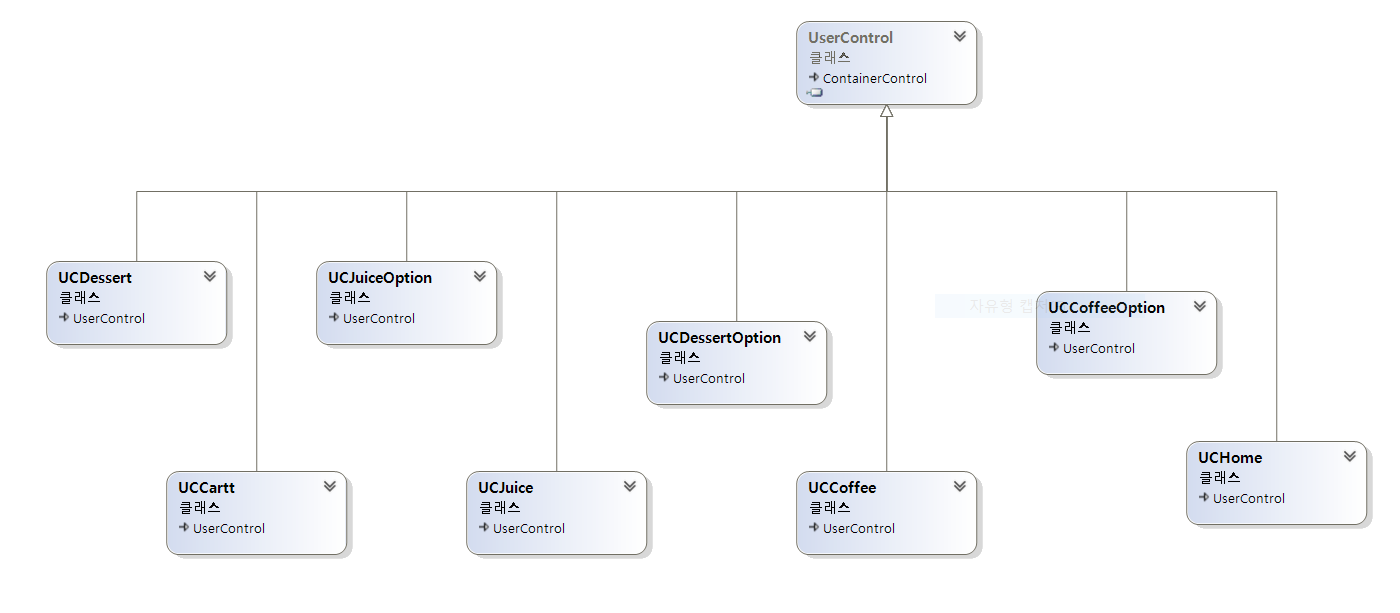 UserControl
클래스
ContainerControl
UCDessert
클래스
UserControl
UCJuiceOption
클래스
UserControl
UCDessertOption
클래스
UserControl
자유형 캡처
UCCoffeeOption
클래스
UserControl
UCCartt
클래스
UserControl
UCJuice
클래스
UserControl
UCCoffee
클래스
UserControl
UCHome
클래스
UserControl